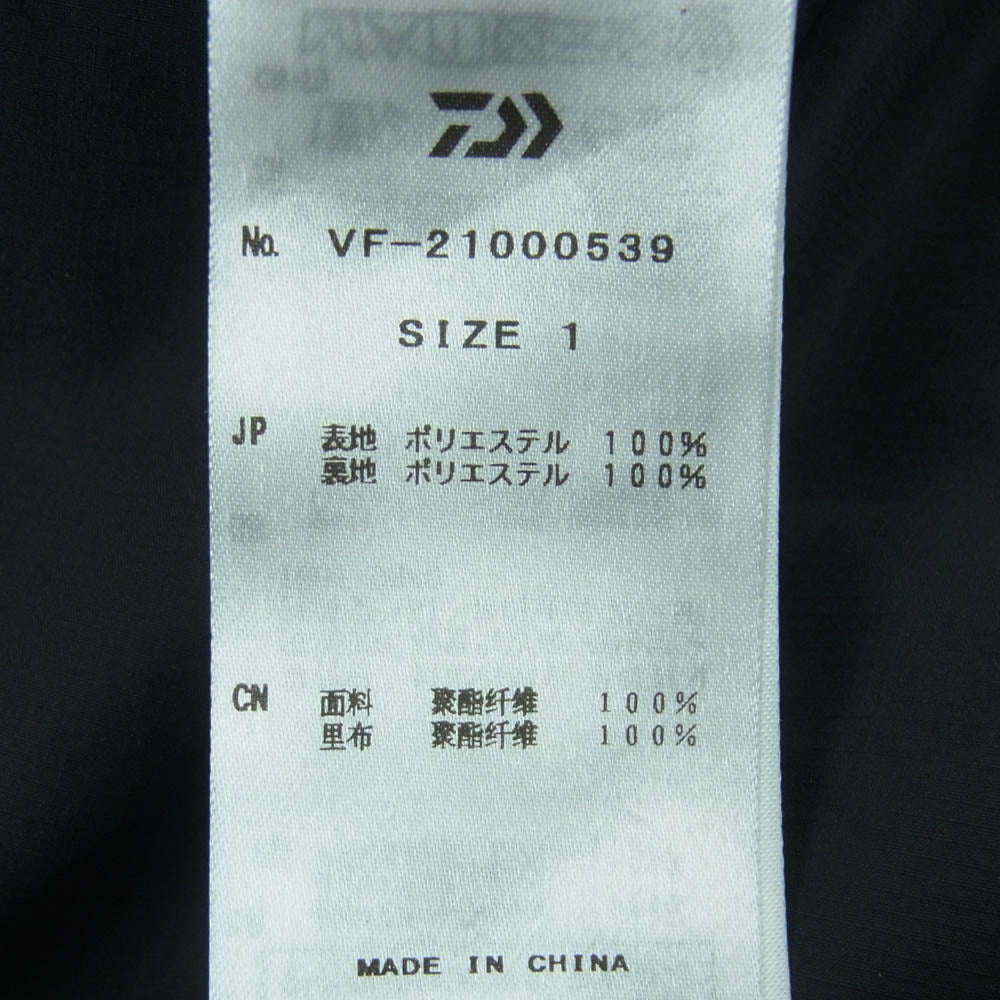 No. VF-21000539
SIZE 1
JP 表地 ポリエステル 100%
裏地 ポリエステル 100%
CN 面料 聚酯纤维 100%
里布 聚酯纤维 100%
MADE IN CHINA